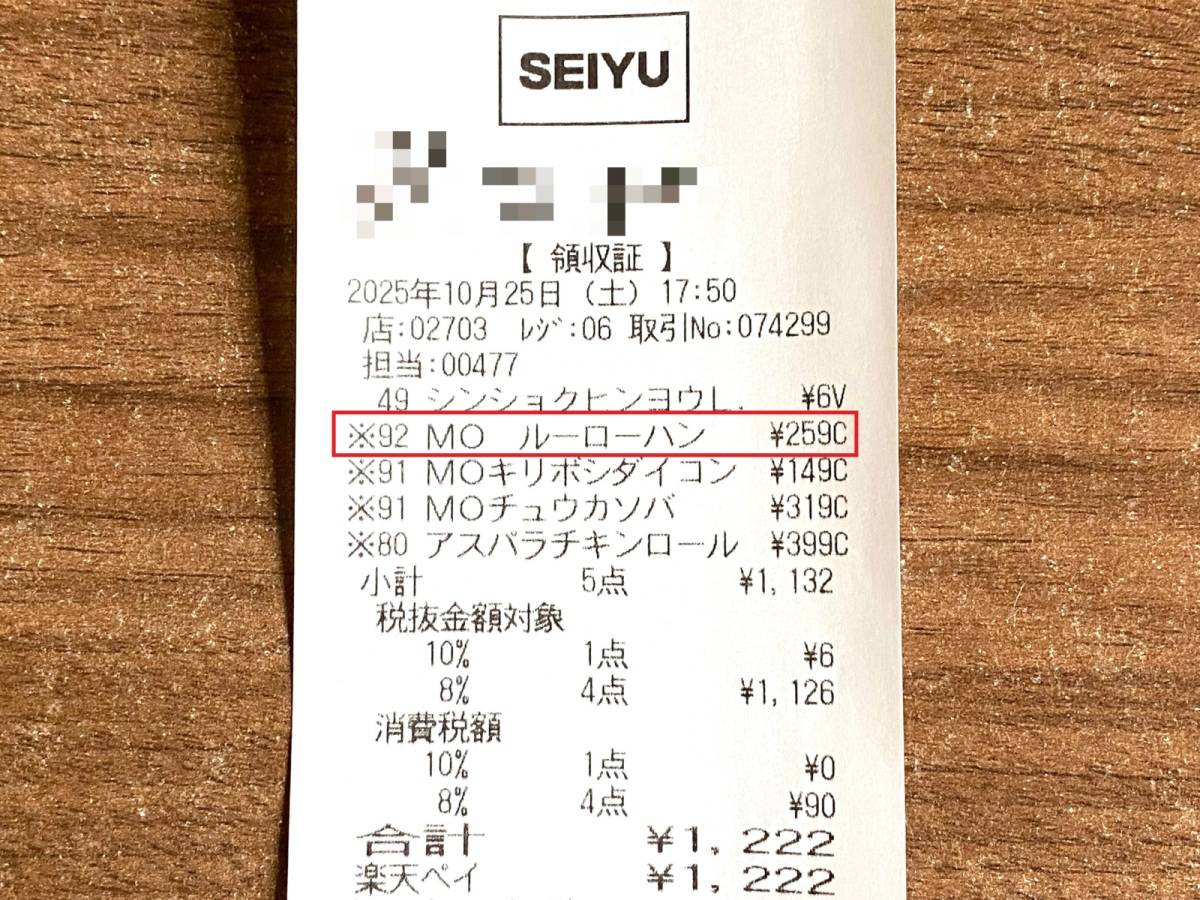 SEIYU
【 領収証 】
2025年10月25日 (土) 17:50
店:02703 ﾚｼﾞ:06 取引No:074299
担当:00477
49 シンショクヒンヨウL. ¥6V
※92 MO ルーローハン ¥259C
※91 MOキリボシダイコン ¥149C
※91 MOチュウカソバ ¥319C
※80 アスパラチキンロール ¥399C
小計 5点 ¥1,132
税抜金額対象
10% 1点 ¥6
8% 4点 ¥1,126
消費税額
10% 1点 ¥0
8% 4点 ¥90
合計 ¥1,222
楽天ペイ ¥1,222